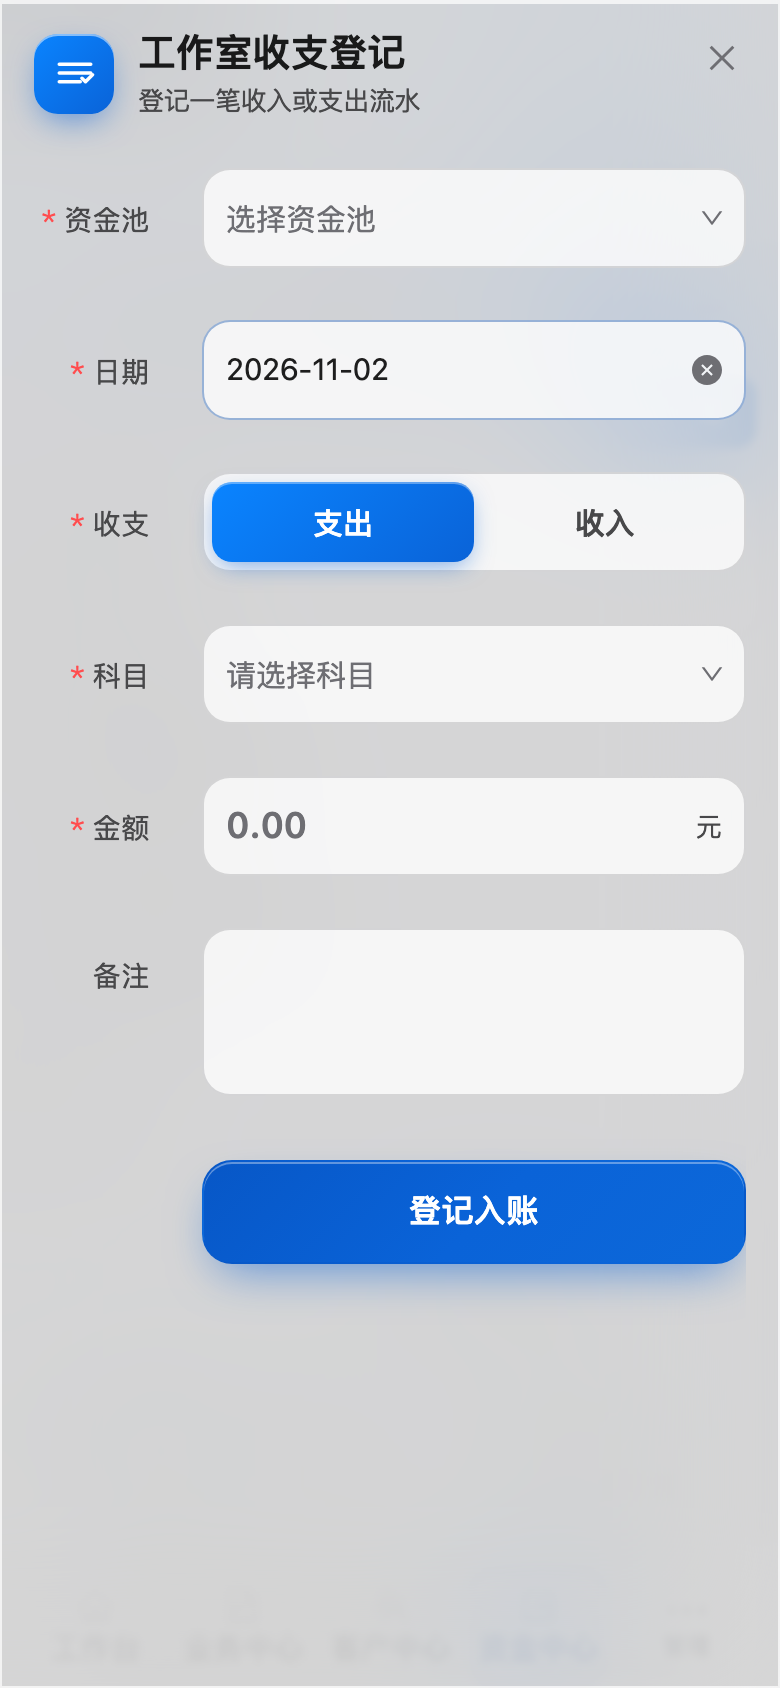 工作室收支登记
登记一笔收入或支出流水
* 资金池
选择资金池
* 日期
2026-11-02
* 收支
支出
收入
* 科目
请选择科目
* 金额
0.00
元
备注
登记入账